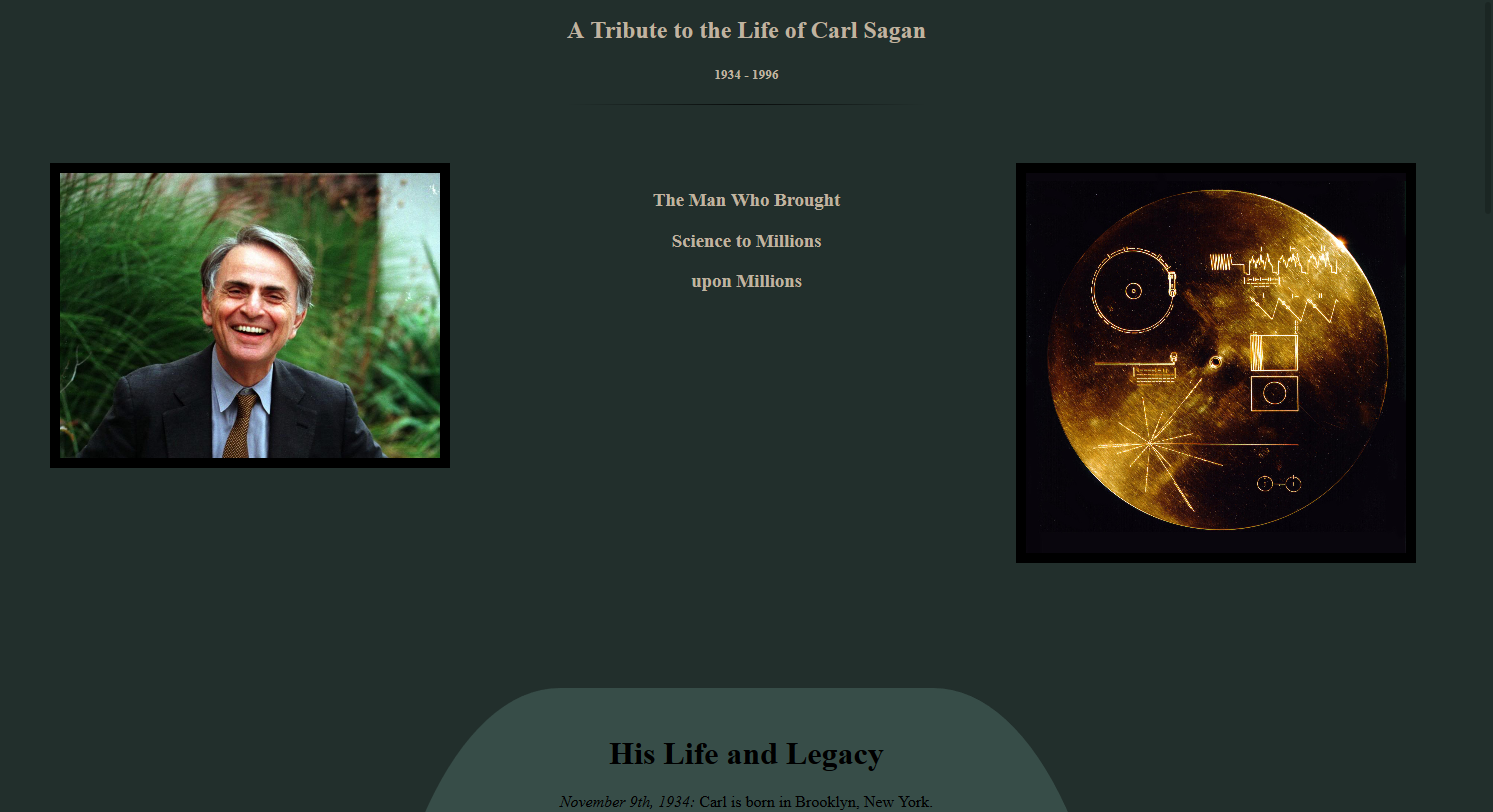 A Tribute to the Life of Carl Sagan
1934 - 1996
The Man Who Brought
Science to Millions
upon Millions
His Life and Legacy
November 9th, 1934: Carl is born in Brooklyn, New York.